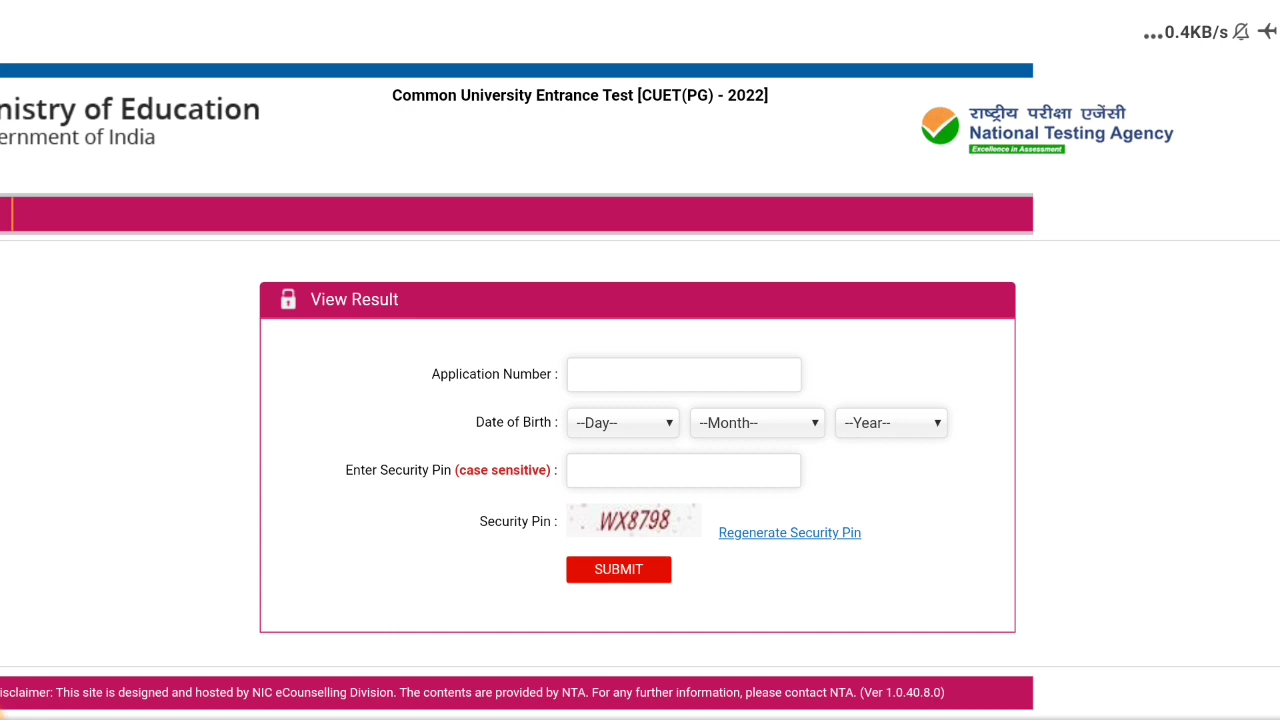 ...0.4KB/s
nistry of Education
ernment of India
Common University Entrance Test [CUET(PG) - 2022]
राष्ट्रीय परीक्षा एजेंसी
National Testing Agency
Excellence in Assessment
View Result
Application Number :
Date of Birth : --Day-- --Month-- --Year--
Enter Security Pin (case sensitive) :
Security Pin : WX8798 Regenerate Security Pin
SUBMIT
isclaimer: This site is designed and hosted by NIC eCounselling Division. The contents are provided by NTA. For any further information, please contact NTA. (Ver 1.0.40.8.0)